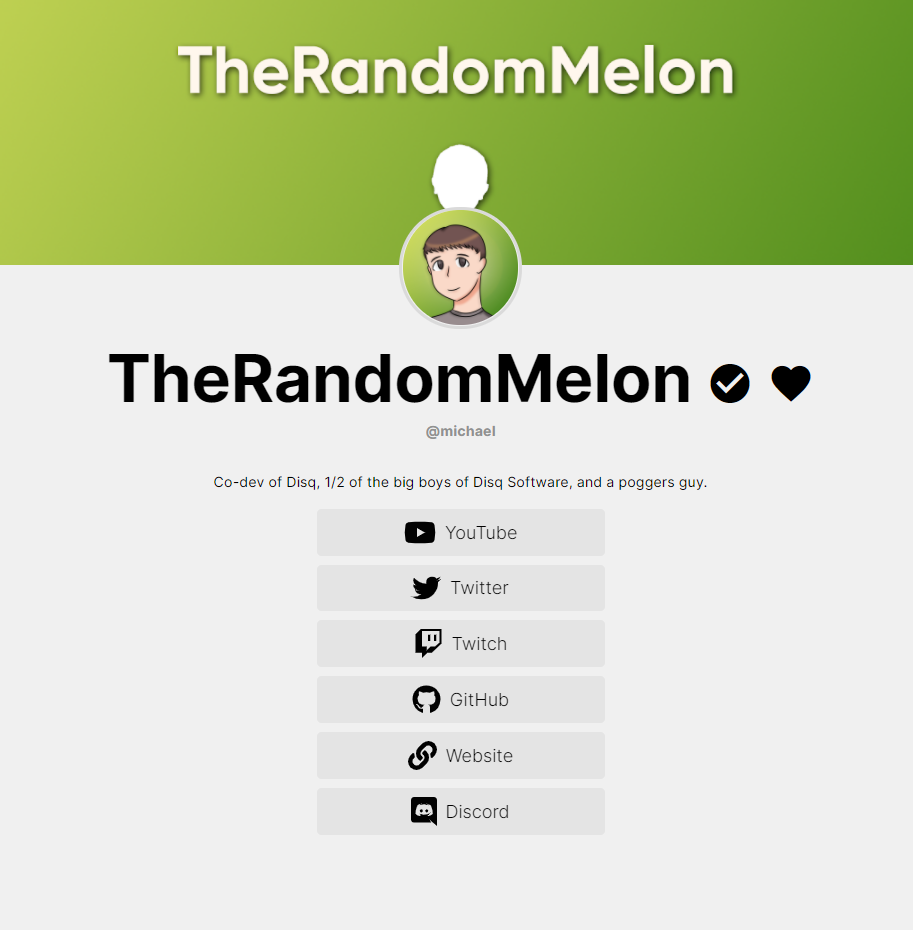 TheRandomMelon
TheRandomMelon
@michael
Co-dev of Disq, 1/2 of the big boys of Disq Software, and a poggers guy.
YouTube
Twitter
Twitch
GitHub
Website
Discord